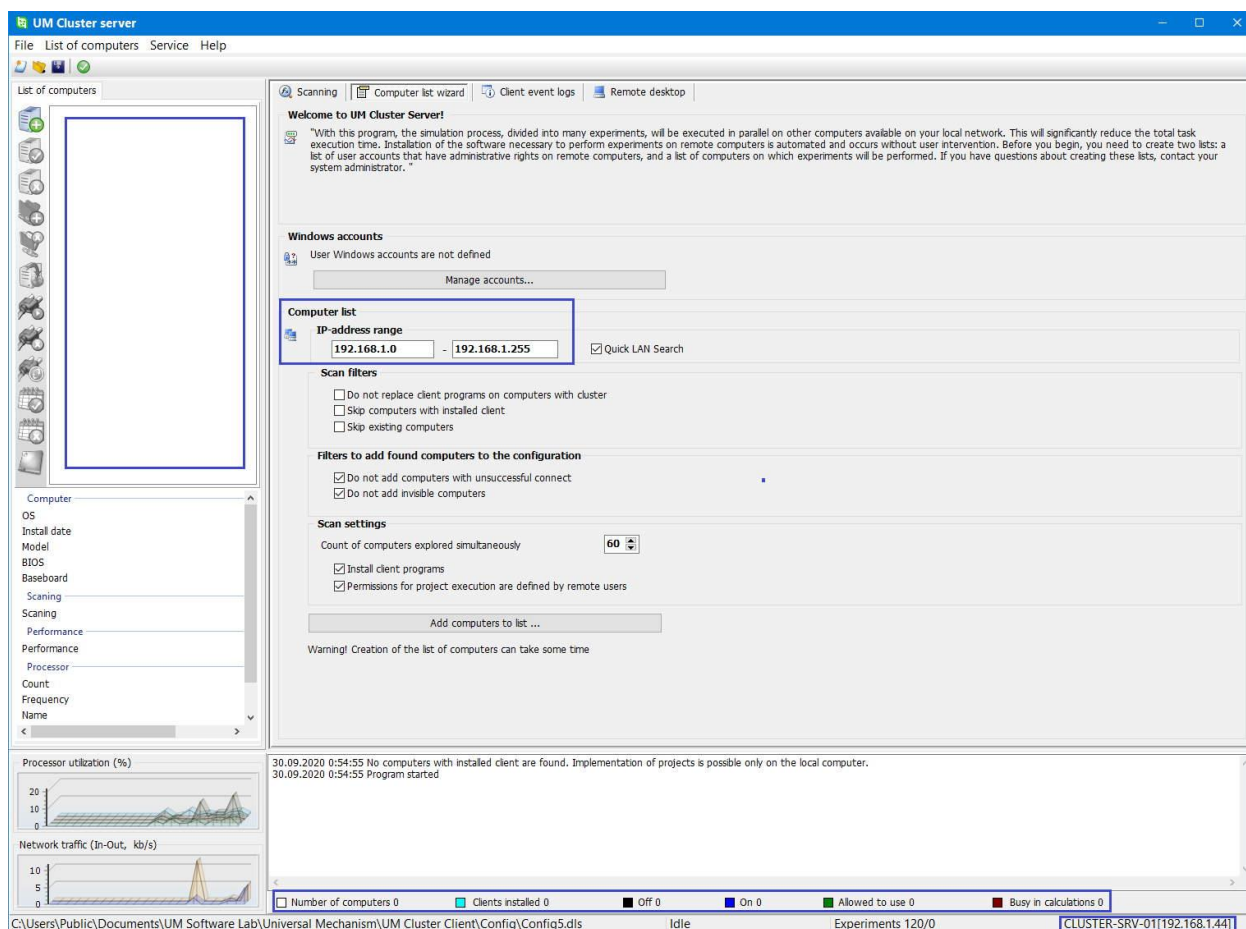 UM Cluster server
File List of computers Service Help
List of computers
Scanning Computer list wizard Client event logs Remote desktop
Welcome to UM Cluster Server!
"With this program, the simulation process, divided into many experiments, will be executed in parallel on other computers available on your local network. This will significantly reduce the total task
execution time. Installation of the software necessary to perform experiments on remote computers is automated and occurs without user intervention. Before you begin, you need to create two lists: a
list of user accounts that have administrative rights on remote computers, and a list of computers on which experiments will be performed. If you have questions about creating these lists, contact your
system administrator. "
Windows accounts
User Windows accounts are not defined
Manage accounts...
Computer list
IP-address range
192.168.1.0 - 192.168.1.255 Quick LAN Search
Scan filters
Do not replace client programs on computers with cluster
Skip computers with installed client
Skip existing computers
Filters to add found computers to the configuration
Do not add computers with unsuccessful connect
Do not add invisible computers
Scan settings
Count of computers explored simultaneously 60
Install client programs
Permissions for project execution are defined by remote users
Add computers to list ...
Warning! Creation of the list of computers can take some time
Computer
OS
Install date
Model
BIOS
Baseboard
Scaning
Scaning
Performance
Performance
Processor
Count
Frequency
Name
Processor utilization (%)
20
10
0
Network traffic (In-Out, kb/s)
10
5
0
30.09.2020 0:54:55 No computers with installed client are found. Implementation of projects is possible only on the local computer.
30.09.2020 0:54:55 Program started
Number of computers 0 Clients installed 0 Off 0 On 0 Allowed to use 0 Busy in calculations 0
C:\Users\Public\Documents\UM Software Lab\Universal Mechanism\UM Cluster Client\Config\Config5.dls Idle Experiments 120/0 CLUSTER-SRV-01[192.168.1.44]